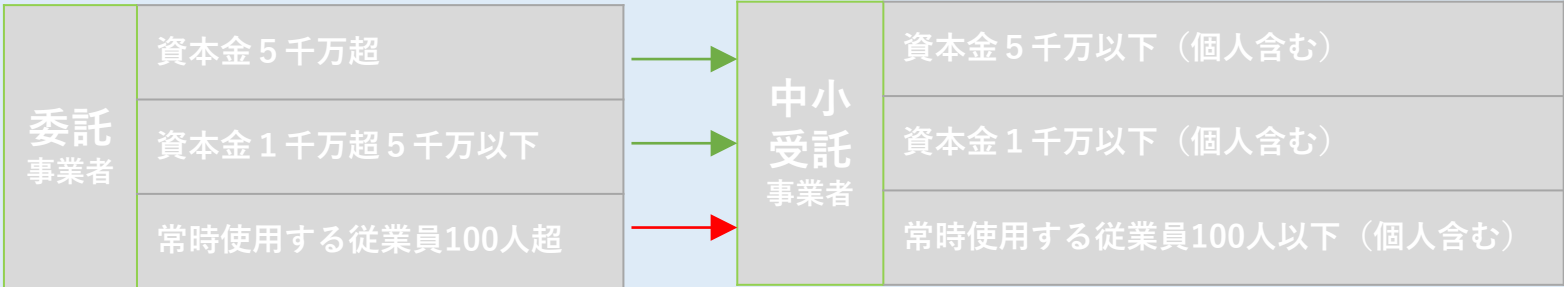 委託
事業者
資本金５千万超
資本金１千万超５千万以下
常時使用する従業員100人超
中小
受託
事業者
資本金５千万以下（個人含む）
資本金１千万以下（個人含む）
常時使用する従業員100人以下（個人含む）